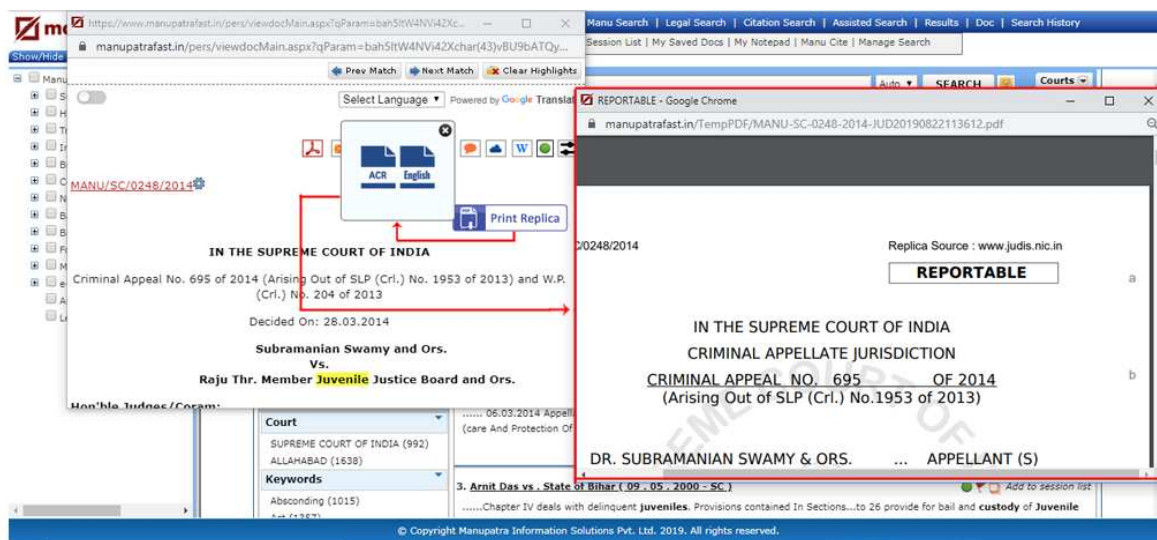 https://www.manupatrafast.in/pers/viewdocMain.aspx?qParam=bah5ltW4NVi42Xc...
manupatrafast.in/pers/viewdocMain.aspx?qParam=bah5ltW4NVi42Xchar(43)vBU9bATQy...
Prev Match Next Match Clear Highlights
Select Language Powered by Google Translate
ACR English
MANU/SC/0248/2014
Print Replica
IN THE SUPREME COURT OF INDIA
Criminal Appeal No. 695 of 2014 (Arising Out of SLP (Crl.) No. 1953 of 2013) and W.P.
(Crl.) No. 204 of 2013
Decided On: 28.03.2014
Subramanian Swamy and Ors.
Vs.
Raju Thr. Member Juvenile Justice Board and Ors.
Hon'ble Judges/Coram:
Manu Search | Legal Search | Citation Search | Assisted Search | Results | Doc | Search History
Session List | My Saved Docs | My Notepad | Manu Cite | Manage Search
Show/Hide
Manu
Auto SEARCH Courts
REPORTABLE - Google Chrome
manupatrafast.in/TempPDF/MANU-SC-0248-2014-JUD20190822113612.pdf
/0248/2014 Replica Source : www.judis.nic.in
REPORTABLE
a
IN THE SUPREME COURT OF INDIA
CRIMINAL APPELLATE JURISDICTION
b
CRIMINAL APPEAL NO. 695 OF 2014
(Arising Out of SLP (Crl.) No.1953 of 2013)
DR. SUBRAMANIAN SWAMY & ORS. ... APPELLANT (S)
Court
SUPREME COURT OF INDIA (992)
ALLAHABAD (1638)
Keywords
Absconding (1015)
...... 06.03.2014 Appell
(care And Protection Of
3. Arnit Das vs . State of Bihar ( 09 . 05 . 2000 - SC ) Add to session list
......Chapter IV deals with delinquent juveniles. Provisions contained In Sections...to 26 provide for bail and custody of Juvenile
© Copyright Manupatra Information Solutions Pvt. Ltd. 2019. All rights reserved.